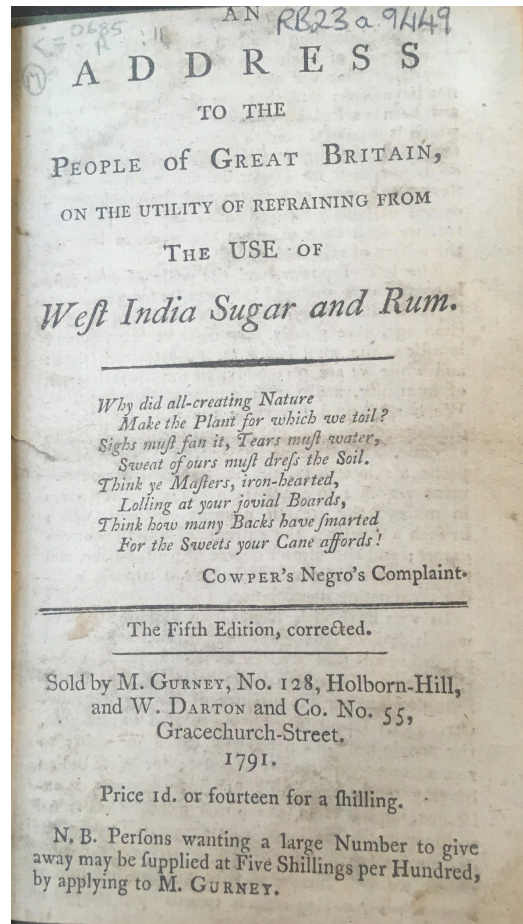 AN
RB23 a 9449
ADDRESS
TO THE
PEOPLE of GREAT BRITAIN,
ON THE UTILITY OF REFRAINING FROM
THE USE OF
Weſt India Sugar and Rum.
Why did all-creating Nature
Make the Plant for which we toil?
Sighs muſt fan it, Tears muſt water,
Sweat of ours muſt dreſs the Soil.
Think ye Maſters, iron-hearted,
Lolling at your jovial Boards,
Think how many Backs have ſmarted
For the Sweets your Cane affords!
COWPER's Negro's Complaint.
The Fifth Edition, corrected.
Sold by M. GURNEY, No. 128, Holborn-Hill,
and W. DARTON and Co. No. 55,
Gracechurch-Street.
1791.
Price 1d. or fourteen for a ſhilling.
N. B. Perſons wanting a large Number to give
away may be ſupplied at Five Shillings per Hundred,
by applying to M. GURNEY.